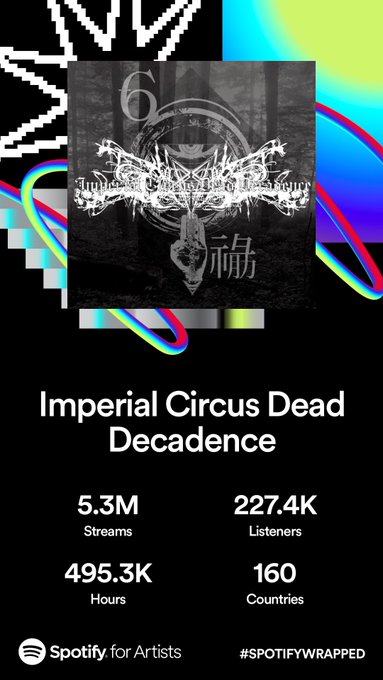 6
Imperial Circus Dead Decadence
Imperial Circus Dead
Decadence
5.3M
Streams
227.4K
Listeners
495.3K
Hours
160
Countries
Spotify for Artists
#SPOTIFYWRAPPED